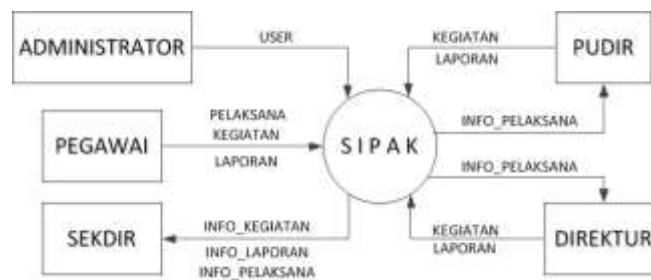 ADMINISTRATOR
USER
KEGIATAN
LAPORAN
PUDIR
PELAKSANA
KEGIATAN
LAPORAN
PEGAWAI
SIPAK
INFO_PELAKSANA
INFO_PELAKSANA
SEKDIR
INFO_KEGIATAN
INFO_LAPORAN
INFO_PELAKSANA
KEGIATAN
LAPORAN
DIREKTUR